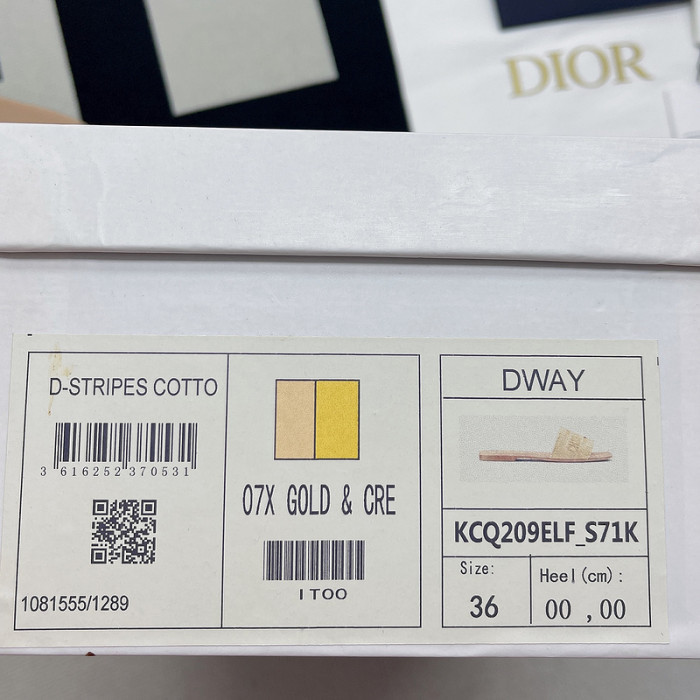 DIOR
D-STRIPES COTTO
3 616252 370531
1081555/1289
07X GOLD & CRE
I TOO
DWAY
KCQ209ELF_S71K
Size:
36
Heel(cm):
00 ,00